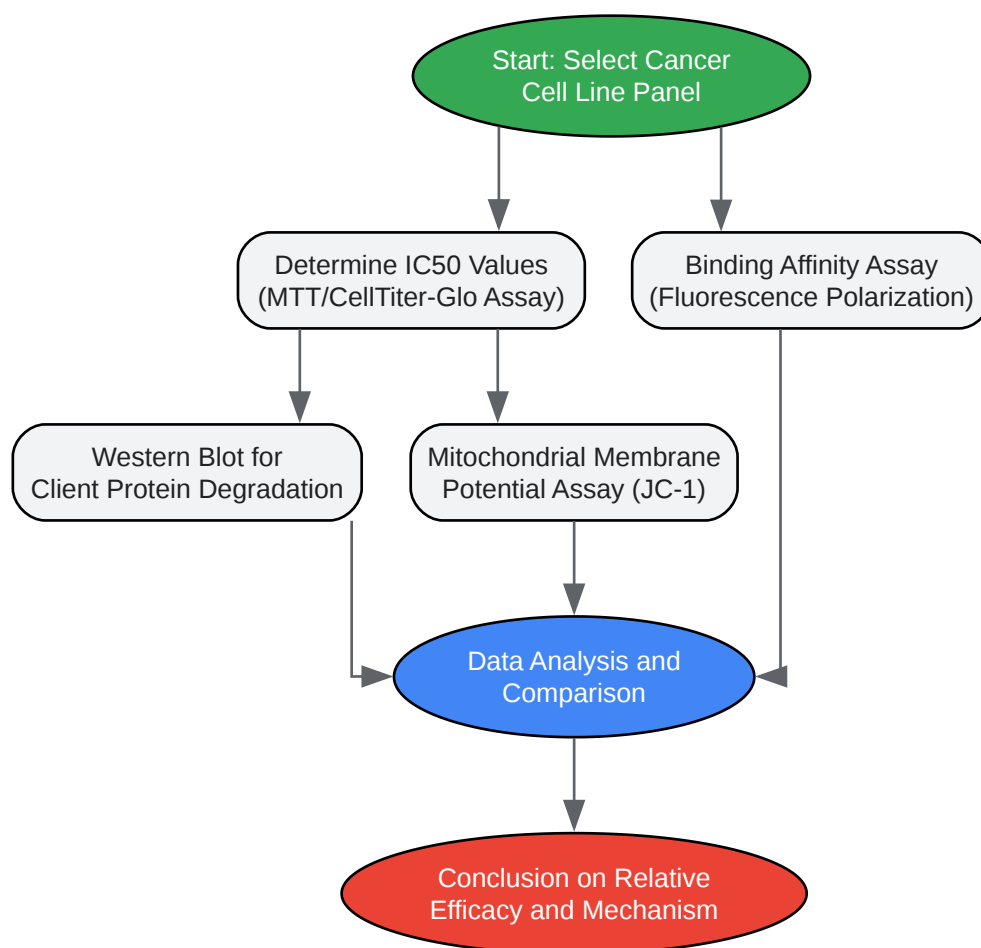 Start: Select Cancer
Cell Line Panel
Determine IC50 Values
(MTT/CellTiter-Glo Assay)
Binding Affinity Assay
(Fluorescence Polarization)
Western Blot for
Client Protein Degradation
Mitochondrial Membrane
Potential Assay (JC-1)
Data Analysis and
Comparison
Conclusion on Relative
Efficacy and Mechanism